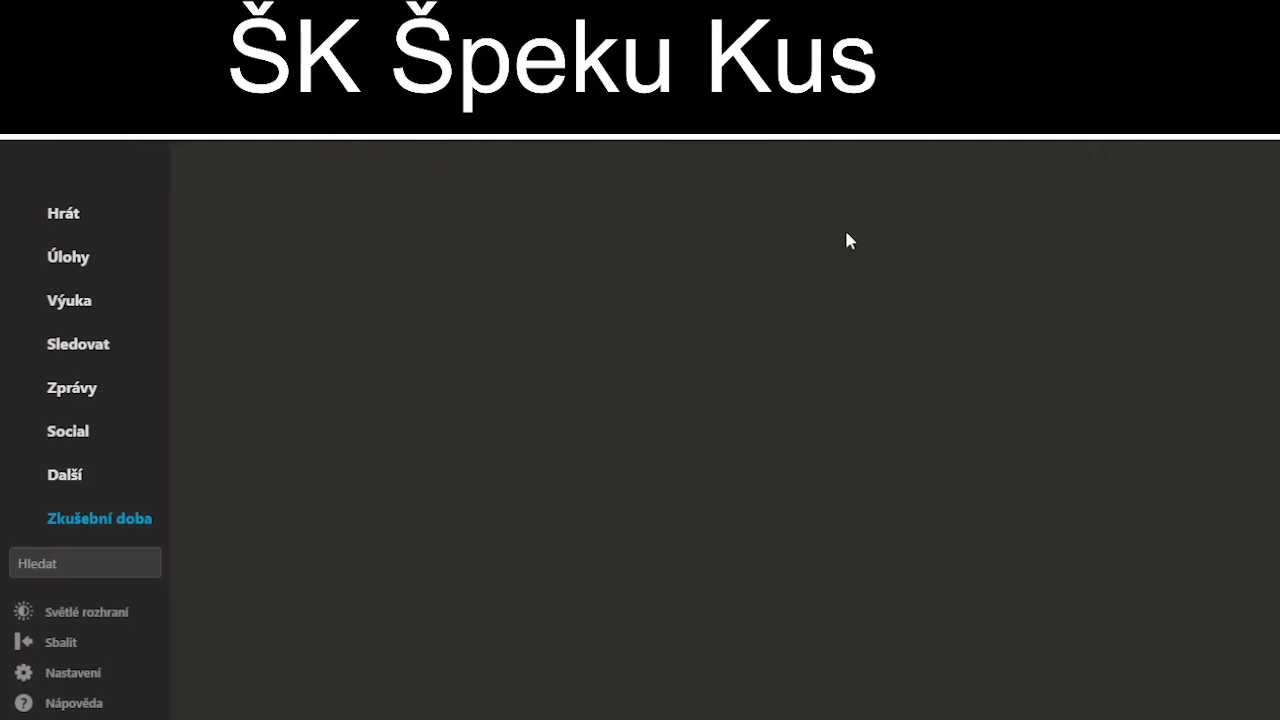 ŠK Špeku Kus
Hrát
Úlohy
Výuka
Sledovat
Zprávy
Social
Další
Zkušební doba
Hledat
Světlé rozhraní
Sbalit
Nastavení
? Nápověda